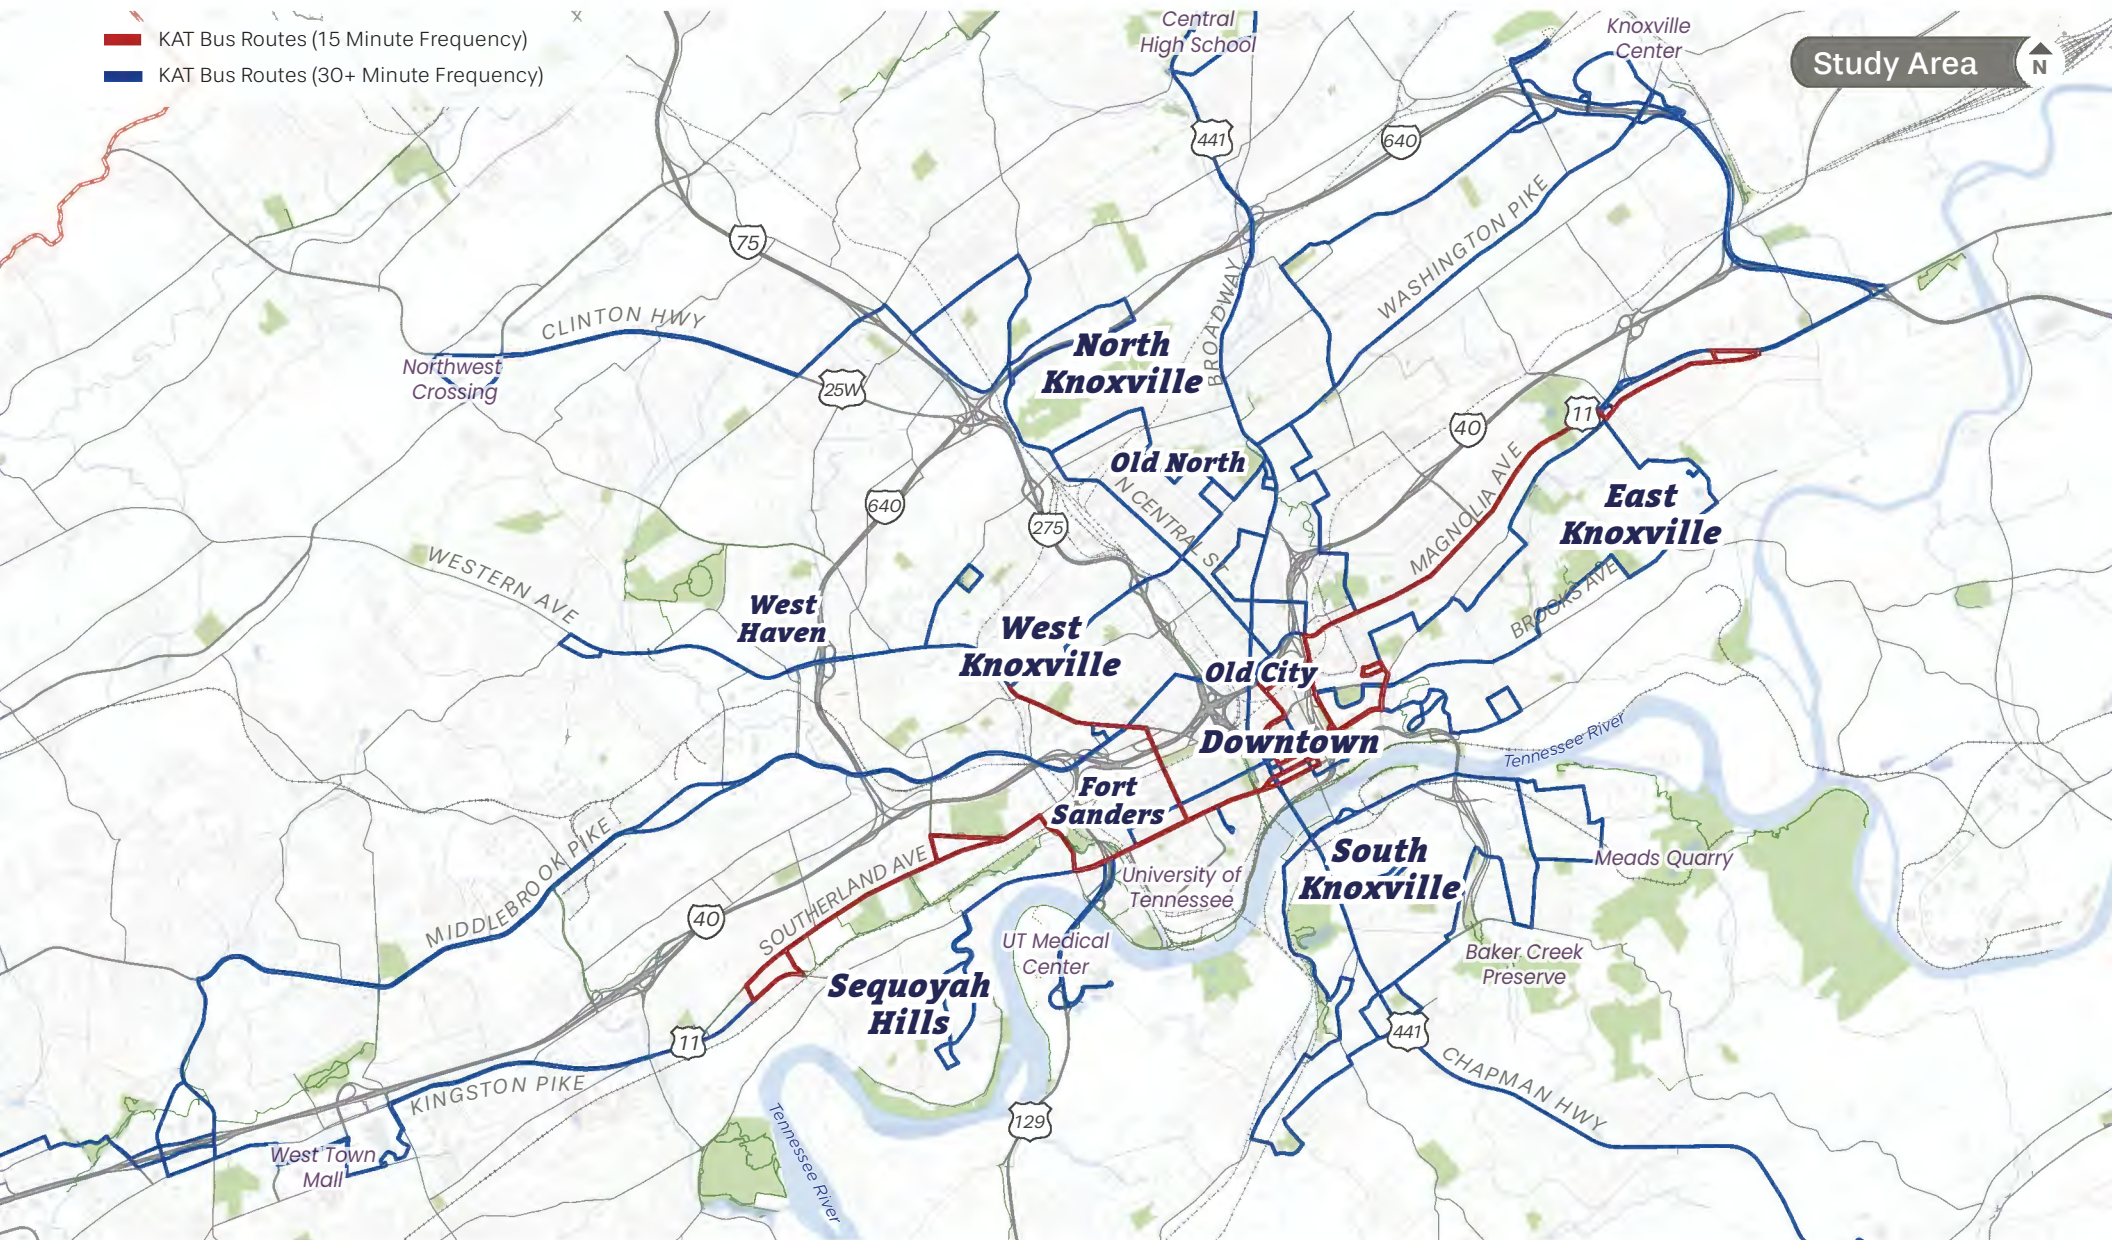 KAT Bus Routes (15 Minute Frequency)
KAT Bus Routes (30+ Minute Frequency)
Central
High School
Knoxville
Center
Study Area
N
441
640
75
WASHINGTON PIKE
BROADWAY
CLINTON HWY
Northwest
Crossing
25W
North
Knoxville
11
40
Old North
N CENTRAL ST
MAGNOLIA AVE
East
Knoxville
640
275
WESTERN AVE
West
Haven
West
Knoxville
BROOKS AVE
Old City
Downtown
Tennessee River
Fort
Sanders
MIDDLEBROOK PIKE
SOUTHERLAND AVE
South
Knoxville
Meads Quarry
University of
Tennessee
40
UT Medical
Center
Baker Creek
Preserve
Sequoyah
Hills
11
441
CHAPMAN HWY
KINGSTON PIKE
129
Tennessee River
West Town
Mall